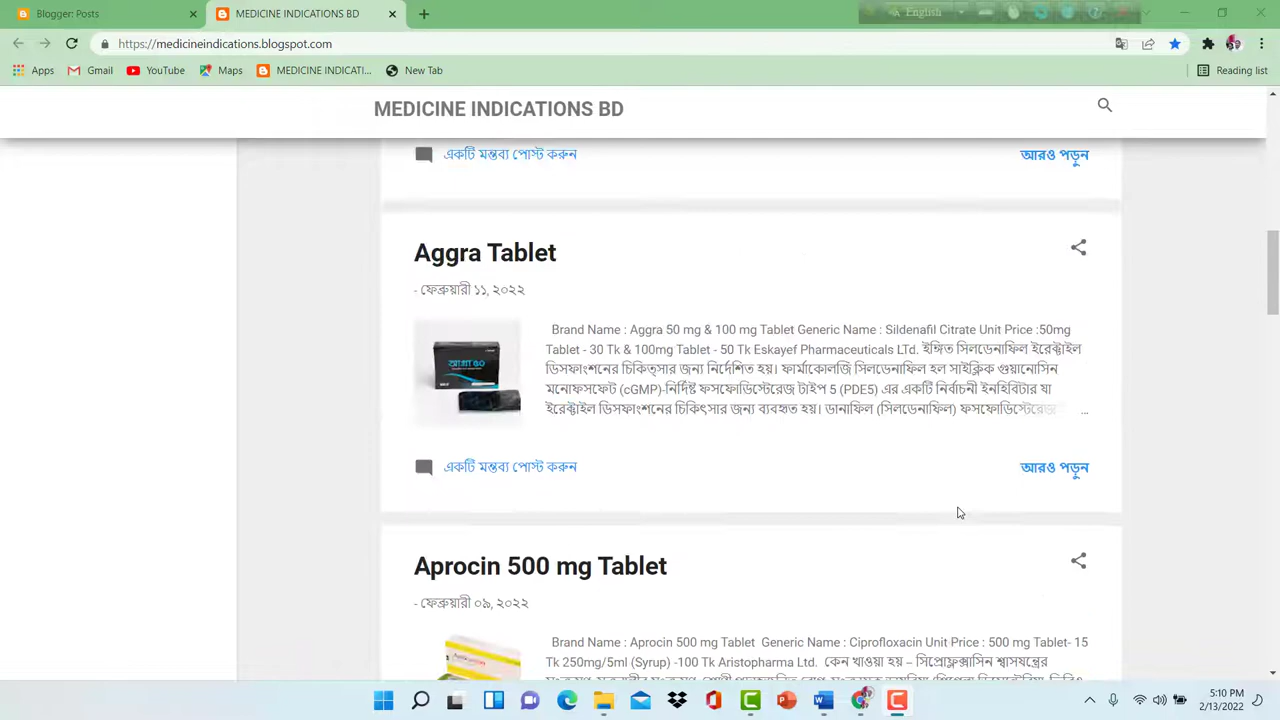 Blogger: Posts
MEDICINE INDICATIONS BD
English
https://medicineindications.blogspot.com
Apps
Gmail
YouTube
Maps
MEDICINE INDICATI...
New Tab
Reading list
MEDICINE INDICATIONS BD
একটি মন্তব্য পোস্ট করুন
আরও পড়ুন
Aggra Tablet
- ফেব্রুয়ারী ১১, ২০২২
Brand Name : Aggra 50 mg & 100 mg Tablet Generic Name : Sildenafil Citrate Unit Price :50mg
Tablet - 30 Tk & 100mg Tablet - 50 Tk Eskayef Pharmaceuticals LTd. ইঙ্গিত সিলডেনাফিল ইরেক্টাইল
ডিসফাংশনের চিকিত্সার জন্য নির্দেশিত হয়। ফার্মাকোলজি সিলডেনাফিল হল সাইক্লিক গুয়ানোসিন
মনোফসফেট (cGMP)-নির্দিষ্ট ফসফোডিস্টেরেজ টাইপ 5 (PDE5) এর একটি নির্বাচনী ইনহিবিটার যা
ইরেক্টাইল ডিসফাংশনের চিকিৎসার জন্য ব্যবহৃত হয়। ডানাফিল (সিলডেনাফিল) ফসফোডিস্টেরেজ ...
একটি মন্তব্য পোস্ট করুন
আরও পড়ুন
Aprocin 500 mg Tablet
- ফেব্রুয়ারী ০৯, ২০২২
Brand Name : Aprocin 500 mg Tablet Generic Name : Ciprofloxacin Unit Price : 500 mg Tablet- 15
Tk 250mg/5ml (Syrup) -100 Tk Aristopharma Ltd. কেন খাওয়া হয় – সিপ্রোফ্লক্সাসিন শ্বাসযন্ত্রের
5:10 PM
2/13/2022